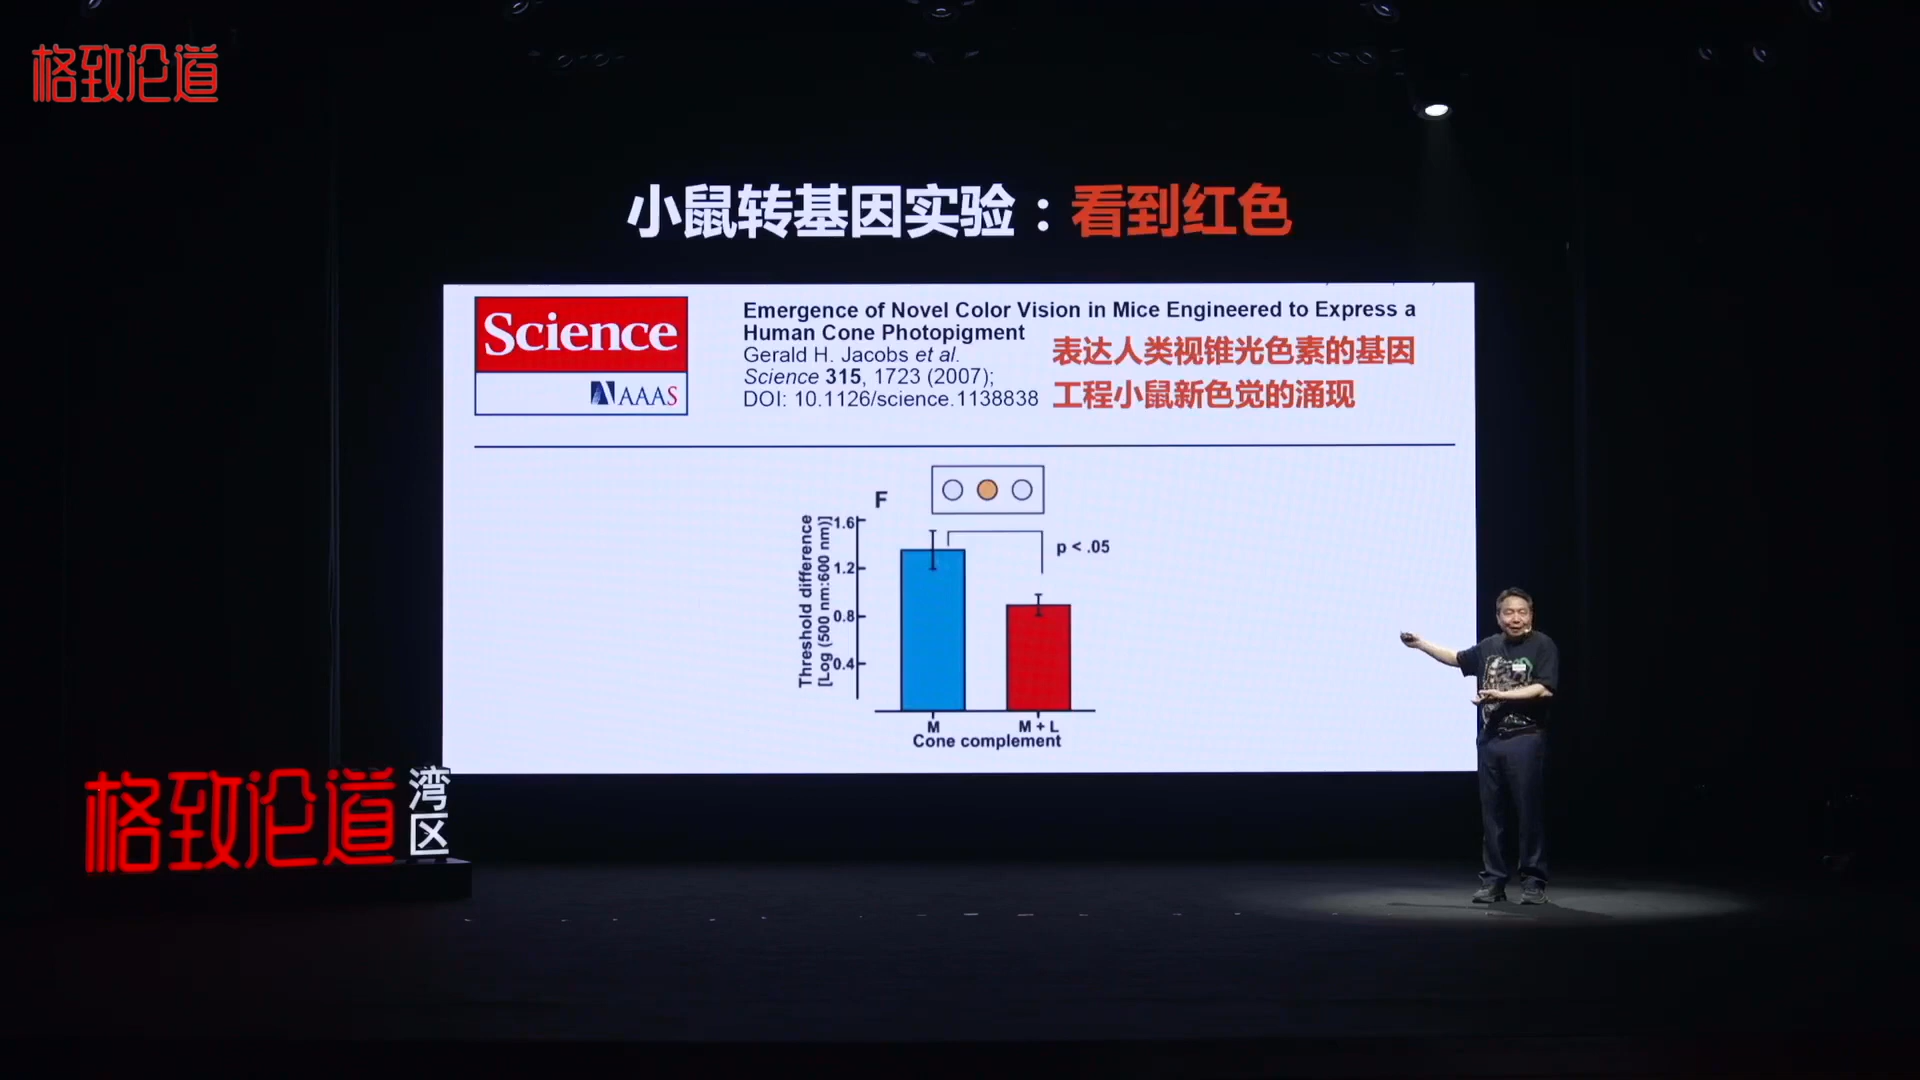 格致论道
小鼠转基因实验：看到红色
Science
AAAS
Emergence of Novel Color Vision in Mice Engineered to Express a
Human Cone Photopigment
Gerald H. Jacobs et al.
Science 315, 1723 (2007);
DOI: 10.1126/science.1138838
表达人类视锥光色素的基因
工程小鼠新色觉的涌现
F
Threshold difference
[Log (500 nm:600 nm)]
1.6
1.2
0.8
0.4
p < .05
M
M + L
Cone complement
格致论道
湾区